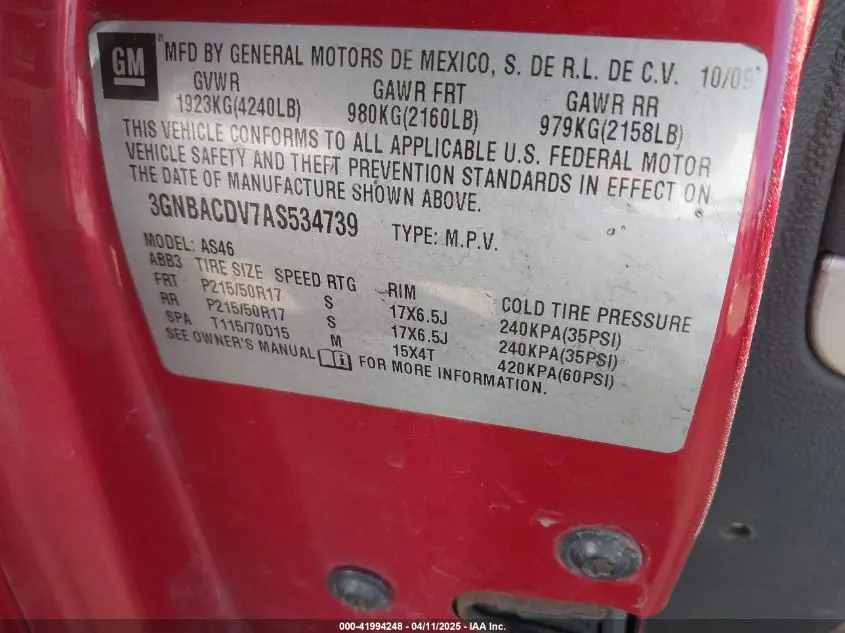 GM
MFD BY GENERAL MOTORS DE MEXICO, S. DE R.L. DE C.V. 10/09
GVWR GAWR FRT GAWR RR
1923KG(4240LB) 980KG(2160LB) 979KG(2158LB)
THIS VEHICLE CONFORMS TO ALL APPLICABLE U.S. FEDERAL MOTOR
VEHICLE SAFETY AND THEFT PREVENTION STANDARDS IN EFFECT ON
THE DATE OF MANUFACTURE SHOWN ABOVE.
3GNBACDV7AS534739 TYPE: M.P.V.
MODEL: AS46
ABB3 TIRE SIZE SPEED RTG RIM COLD TIRE PRESSURE
FRT P215/50R17 S 17X6.5J 240KPA(35PSI)
RR P215/50R17 S 17X6.5J 240KPA(35PSI)
SPA T115/70D15 M 15X4T 420KPA(60PSI)
SEE OWNER'S MANUAL FOR MORE INFORMATION.
000-41994248 - 04/11/2025 - IAA Inc.